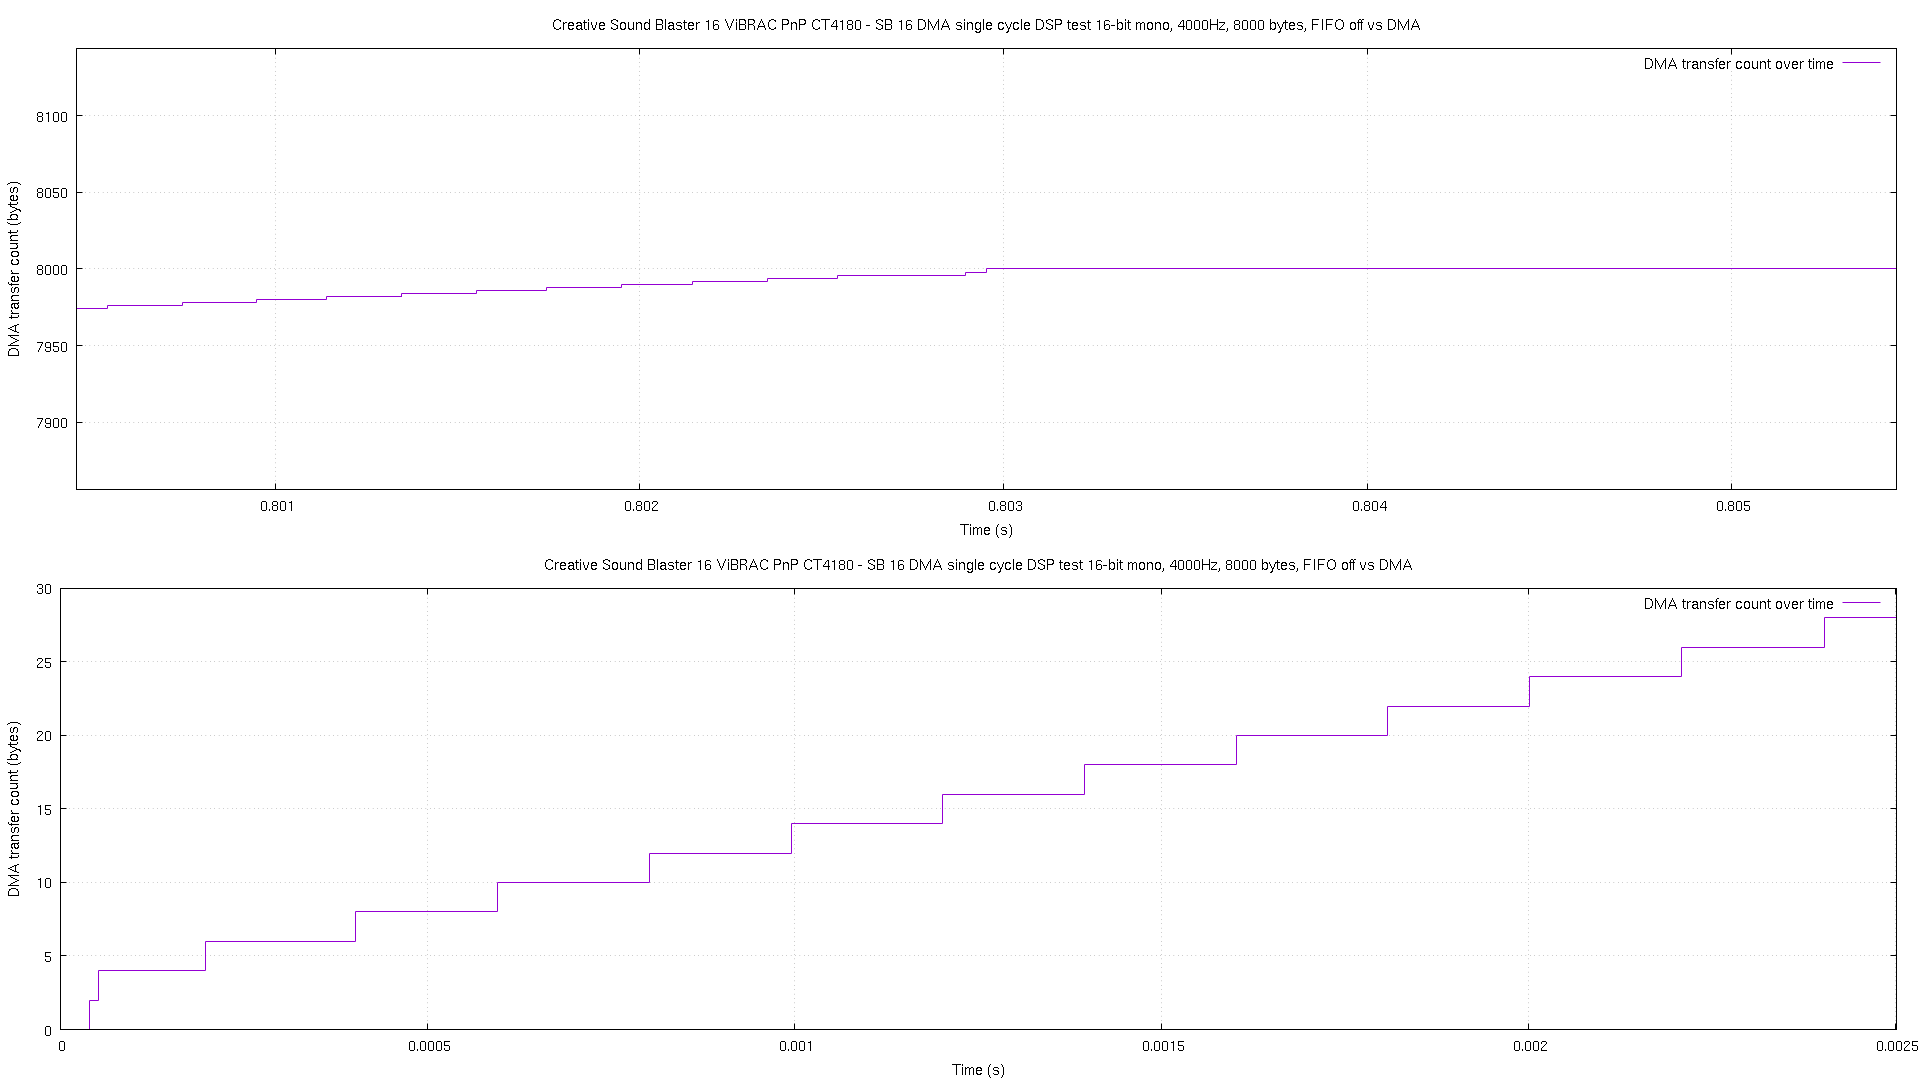 Creative Sound Blaster 16 ViBRAC PnP CT4180 - SB 16 DMA single cycle DSP test 16-bit mono, 4000Hz, 8000 bytes, FIFO off vs DMA
DMA transfer count over time
8100
8050
8000
7950
7900
DMA transfer count (bytes)
0.801 0.802 0.803 0.804 0.805
Time (s)
Creative Sound Blaster 16 ViBRAC PnP CT4180 - SB 16 DMA single cycle DSP test 16-bit mono, 4000Hz, 8000 bytes, FIFO off vs DMA
DMA transfer count over time
30
25
20
15
10
5
0
DMA transfer count (bytes)
0 0.0005 0.001 0.0015 0.002 0.0025
Time (s)